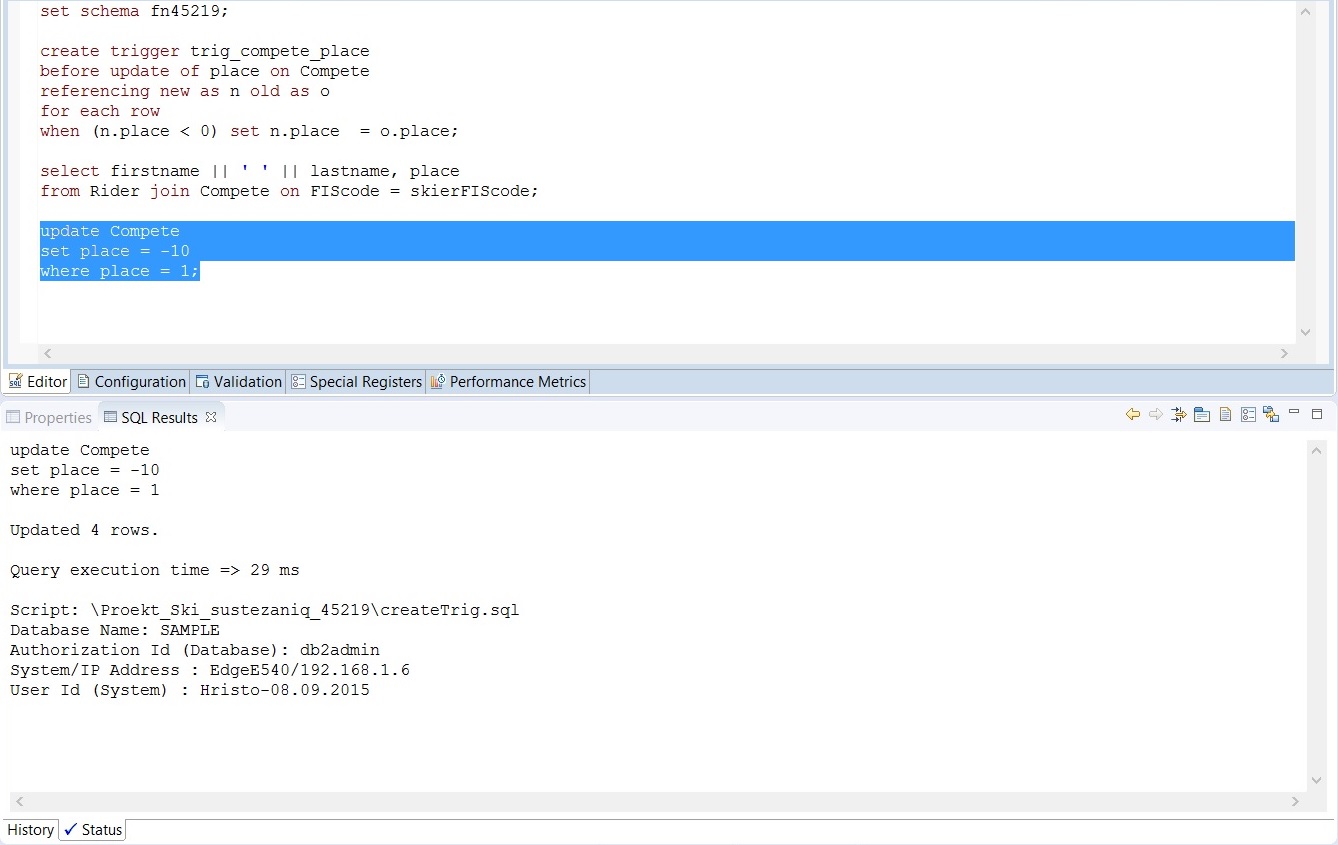 set schema fn45219;
create trigger trig_compete_place
before update of place on Compete
referencing new as n old as o
for each row
when (n.place < 0) set n.place  = o.place;
select firstname || ' ' || lastname, place
from Rider join Compete on FIScode = skierFIScode;
update Compete
set place = -10
where place = 1;
Editor Configuration Validation Special Registers Performance Metrics
Properties SQL Results
update Compete
set place = -10
where place = 1
Updated 4 rows.
Query execution time => 29 ms
Script: \Proekt_Ski_sustezaniq_45219\createTrig.sql
Database Name: SAMPLE
Authorization Id (Database): db2admin
System/IP Address : EdgeE540/192.168.1.6
User Id (System) : Hristo-08.09.2015
History Status